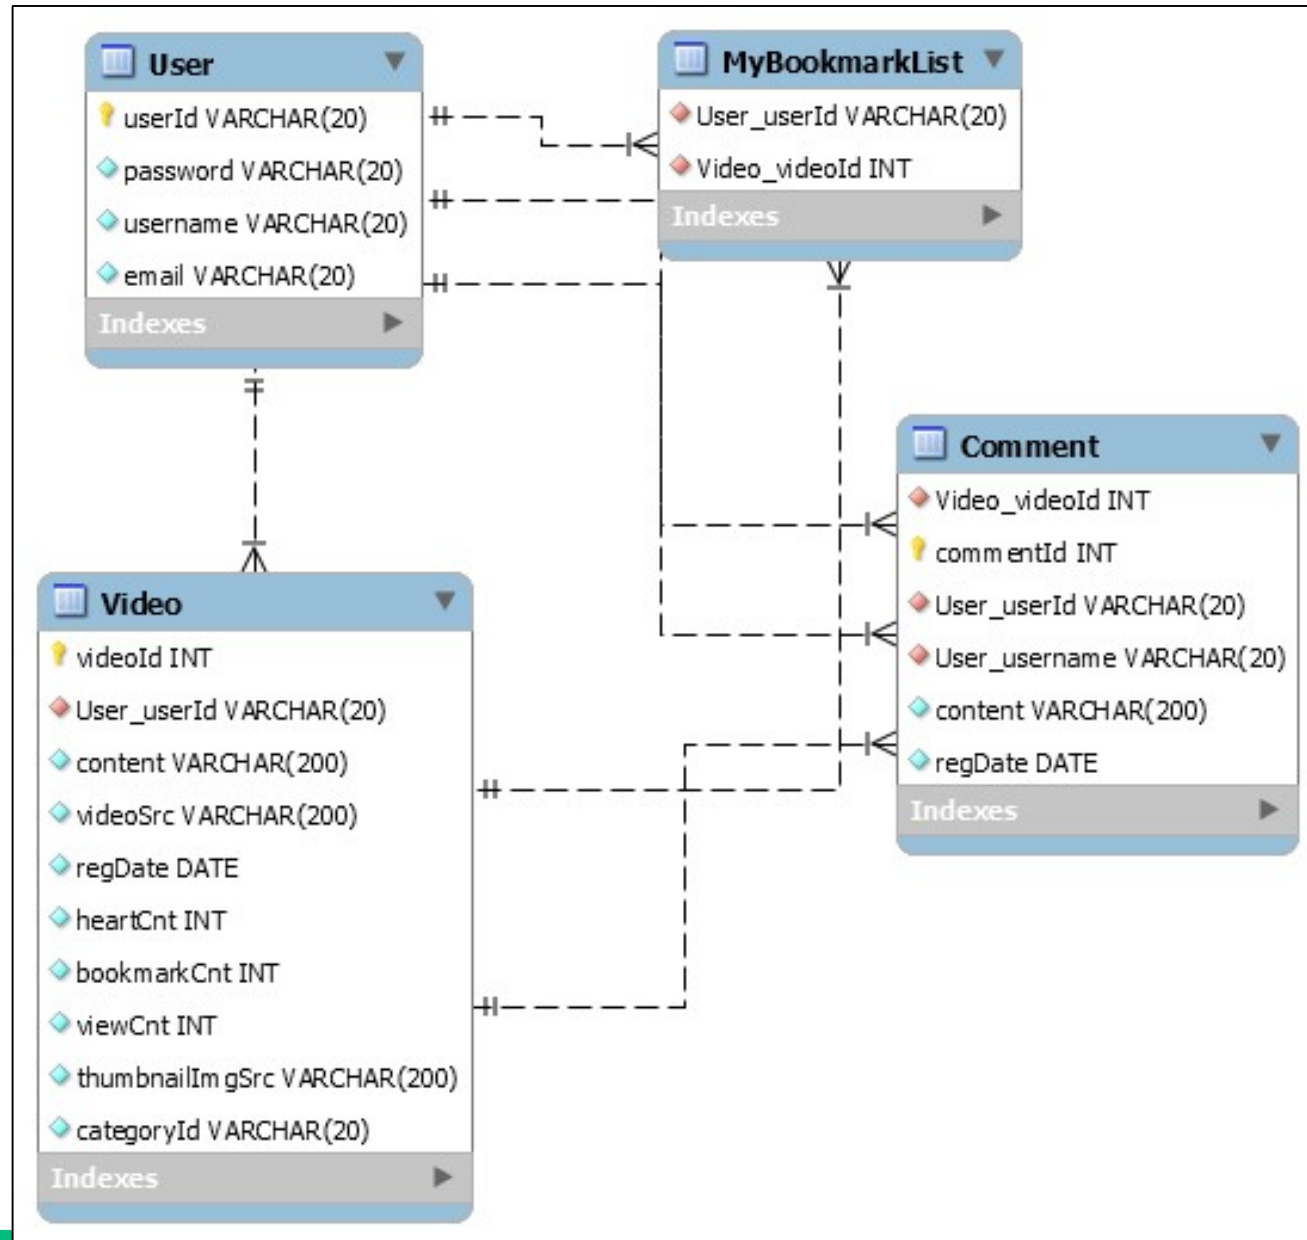 User
userId VARCHAR(20)
password VARCHAR(20)
username VARCHAR(20)
email VARCHAR(20)
Indexes
MyBookmarkList
User_userId VARCHAR(20)
Video_videoId INT
Indexes
Comment
Video_videoId INT
commentId INT
User_userId VARCHAR(20)
User_username VARCHAR(20)
content VARCHAR(200)
regDate DATE
Indexes
Video
videoId INT
User_userId VARCHAR(20)
content VARCHAR(200)
videoSrc VARCHAR(200)
regDate DATE
heartCnt INT
bookmarkCnt INT
viewCnt INT
thumbnailImgSrc VARCHAR(200)
categoryId VARCHAR(20)
Indexes